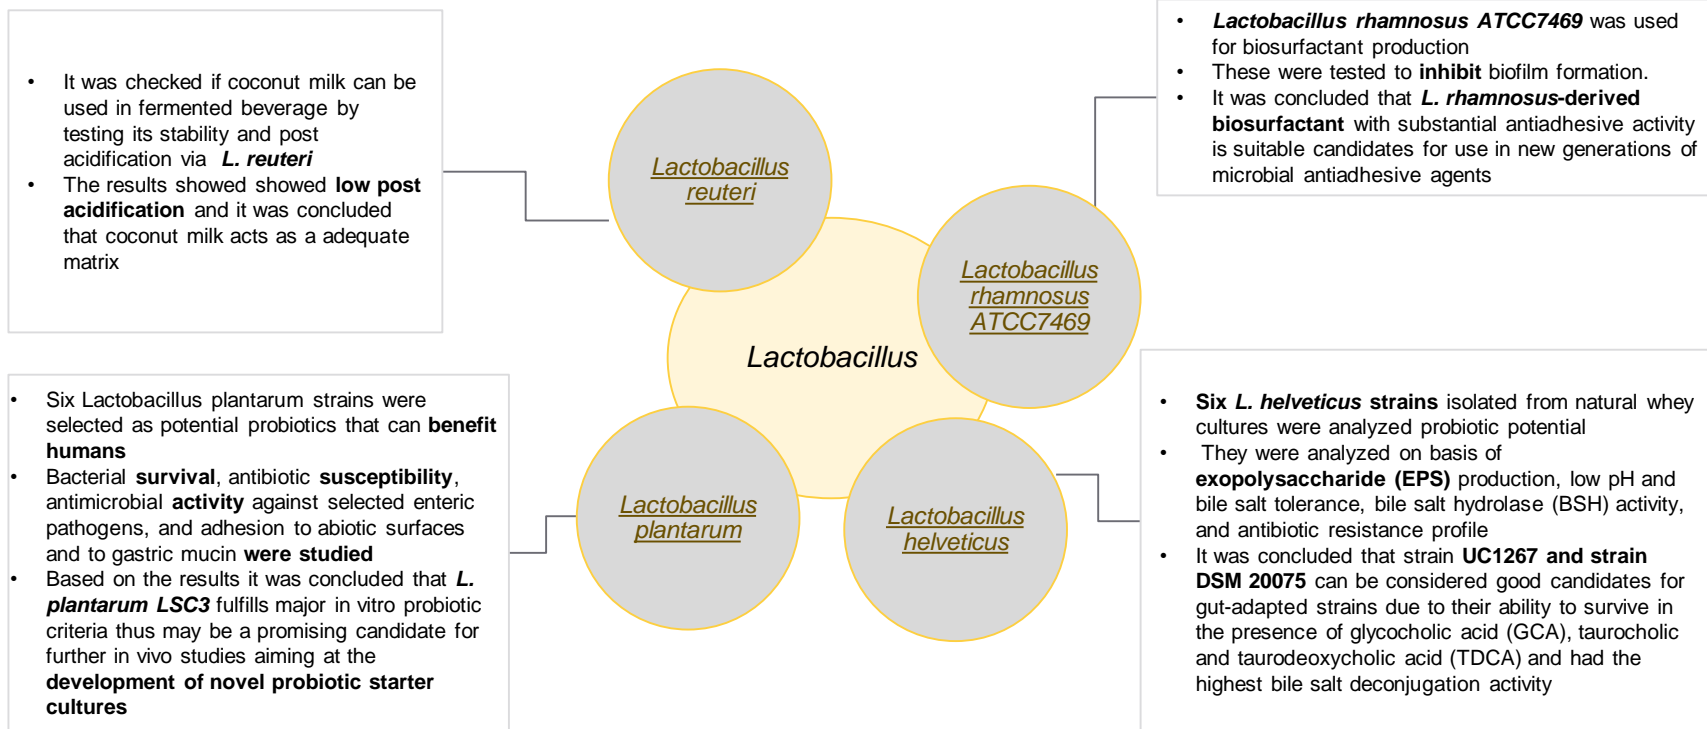 • It was checked if coconut milk can be
used in fermented beverage by
testing its stability and post
acidification via L. reuteri
• The results showed showed low post
acidification and it was concluded
that coconut milk acts as a adequate
matrix
Lactobacillus
reuteri
• Lactobacillus rhamnosus ATCC7469 was used
for biosurfactant production
• These were tested to inhibit biofilm formation.
• It was concluded that L. rhamnosus-derived
biosurfactant with substantial antiadhesive activity
is suitable candidates for use in new generations of
microbial antiadhesive agents
Lactobacillus
rhamnosus
ATCC7469
Lactobacillus
• Six Lactobacillus plantarum strains were
selected as potential probiotics that can benefit
humans
• Bacterial survival, antibiotic susceptibility,
antimicrobial activity against selected enteric
pathogens, and adhesion to abiotic surfaces
and to gastric mucin were studied
• Based on the results it was concluded that L.
plantarum LSC3 fulfills major in vitro probiotic
criteria thus may be a promising candidate for
further in vivo studies aiming at the
development of novel probiotic starter
cultures
Lactobacillus
plantarum
Lactobacillus
helveticus
• Six L. helveticus strains isolated from natural whey
cultures were analyzed probiotic potential
• They were analyzed on basis of
exopolysaccharide (EPS) production, low pH and
bile salt tolerance, bile salt hydrolase (BSH) activity,
and antibiotic resistance profile
• It was concluded that strain UC1267 and strain
DSM 20075 can be considered good candidates for
gut-adapted strains due to their ability to survive in
the presence of glycocholic acid (GCA), taurocholic
and taurodeoxycholic acid (TDCA) and had the
highest bile salt deconjugation activity